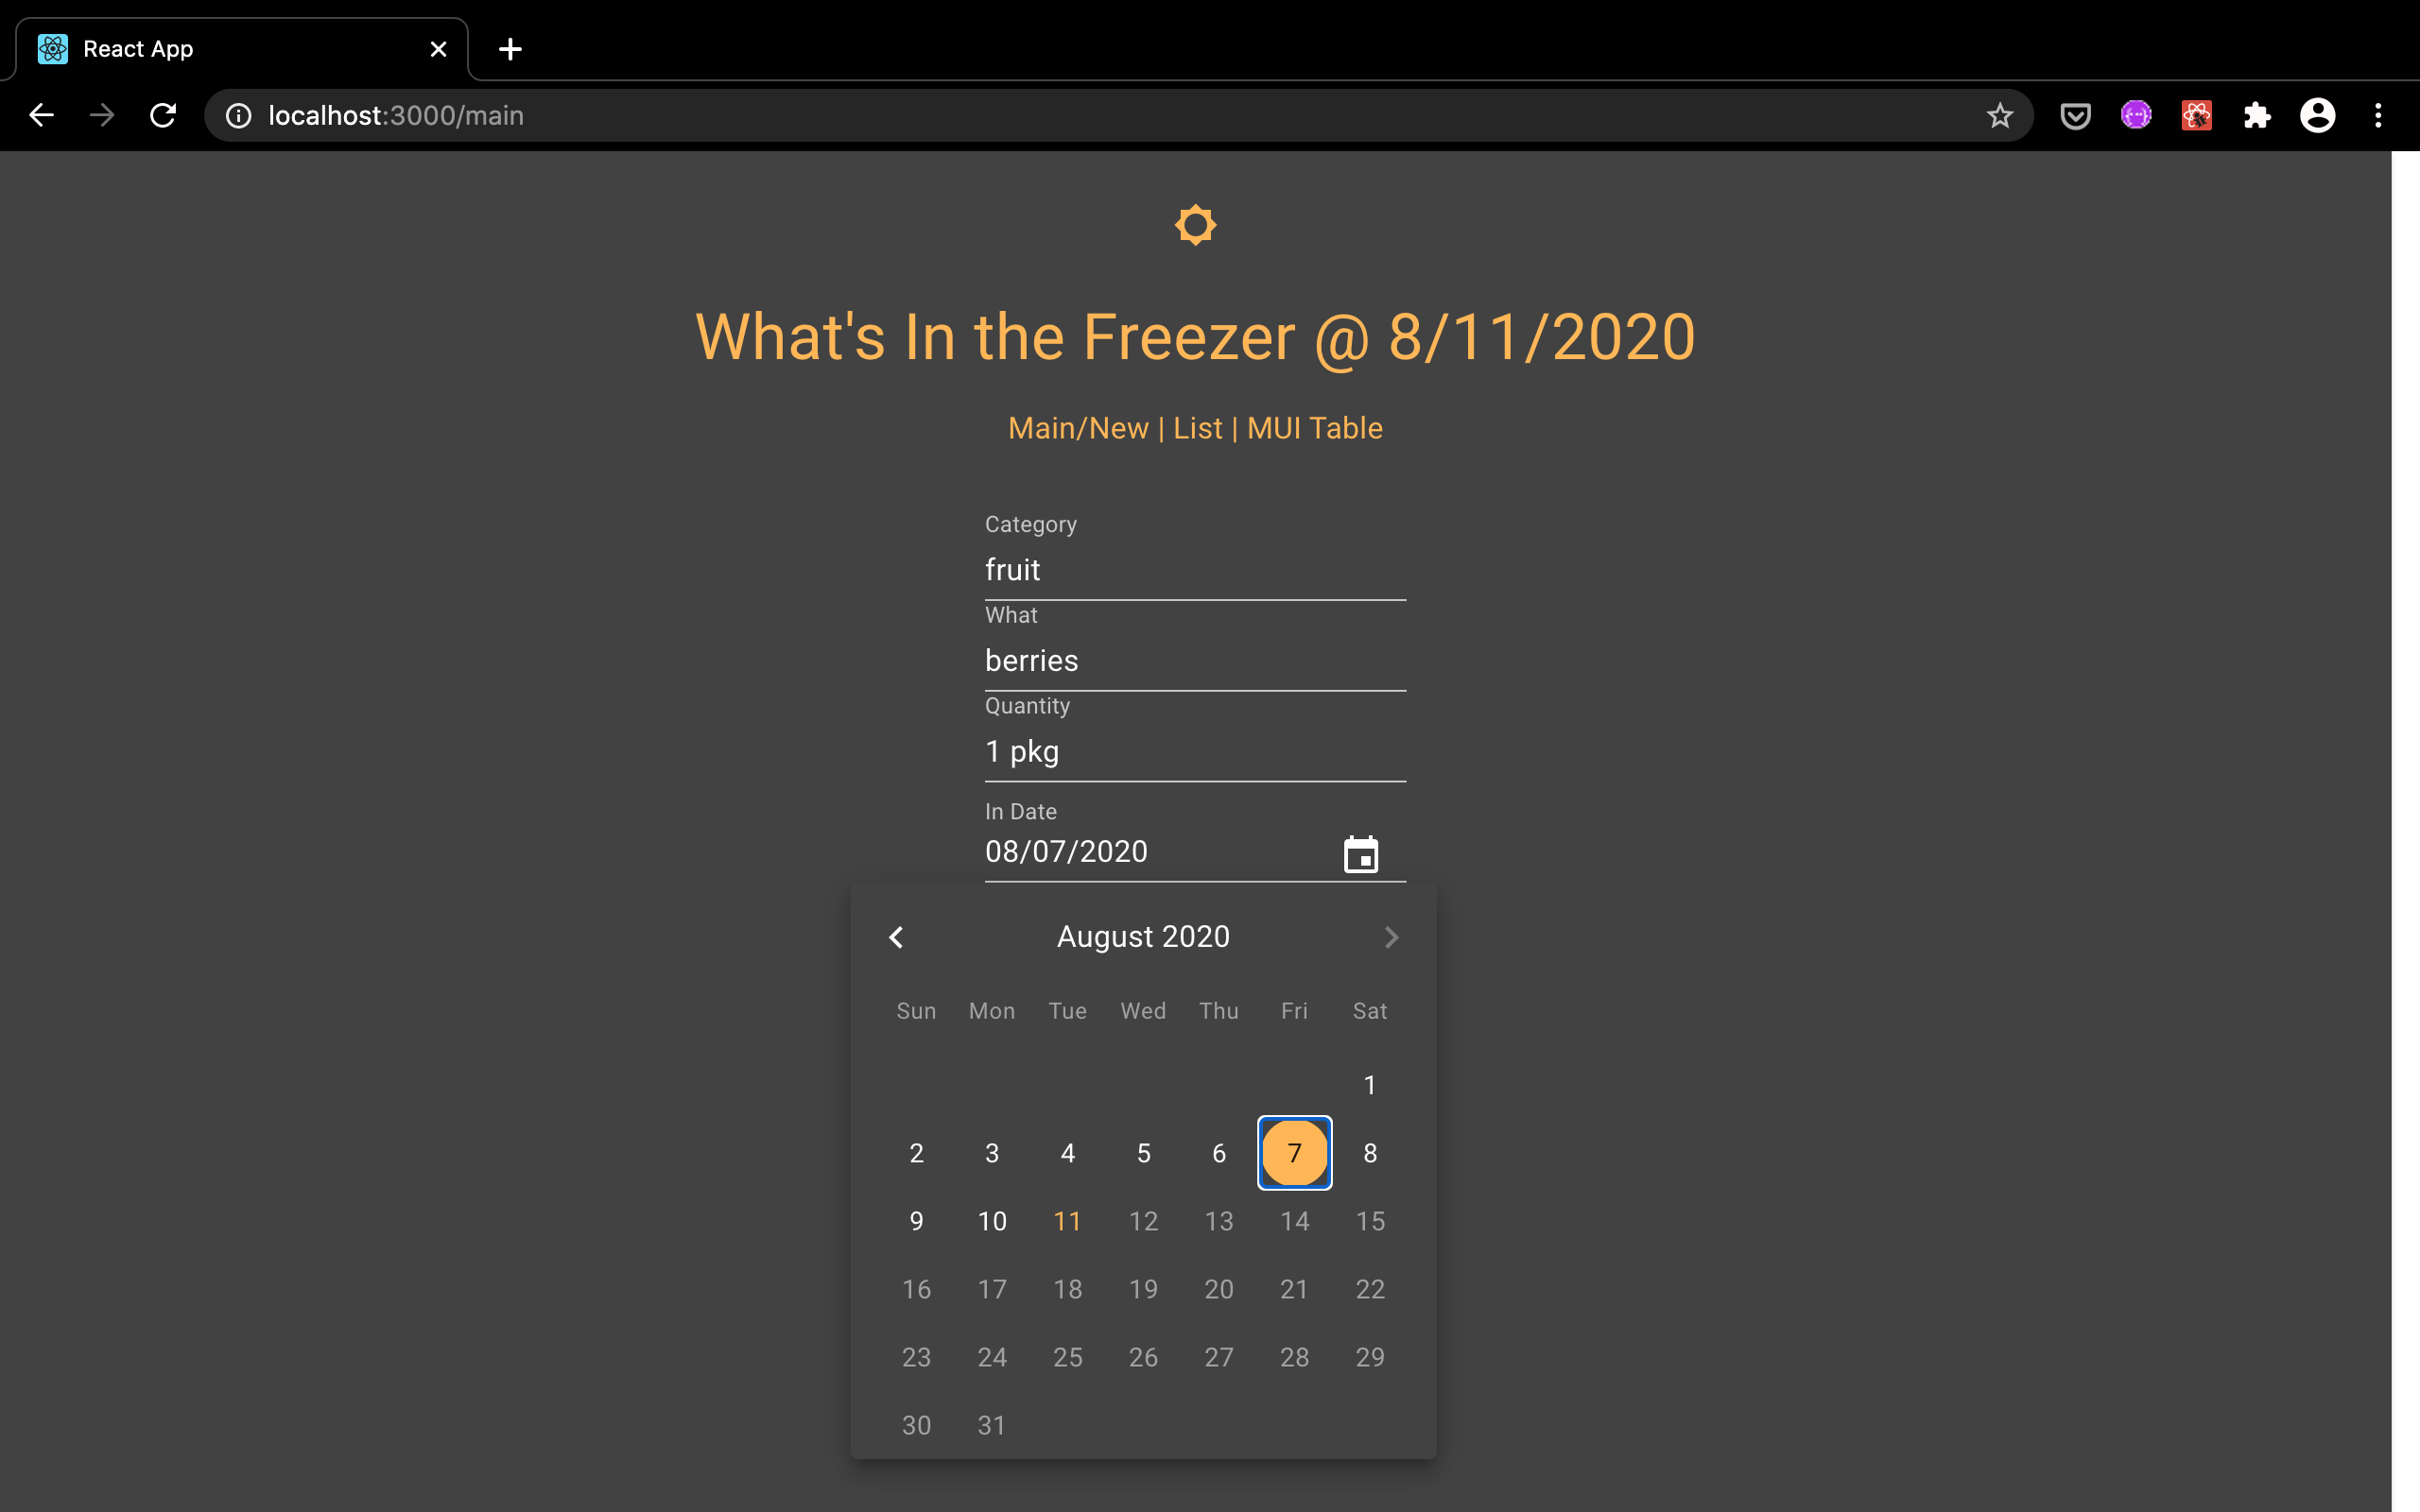 React App
localhost:3000/main
What's In the Freezer @ 8/11/2020
Main/New | List | MUI Table
Category
fruit
What
berries
Quantity
1 pkg
In Date
08/07/2020
August 2020
Sun Mon Tue Wed Thu Fri Sat
1
2 3 4 5 6 7 8
9 10 11 12 13 14 15
16 17 18 19 20 21 22
23 24 25 26 27 28 29
30 31